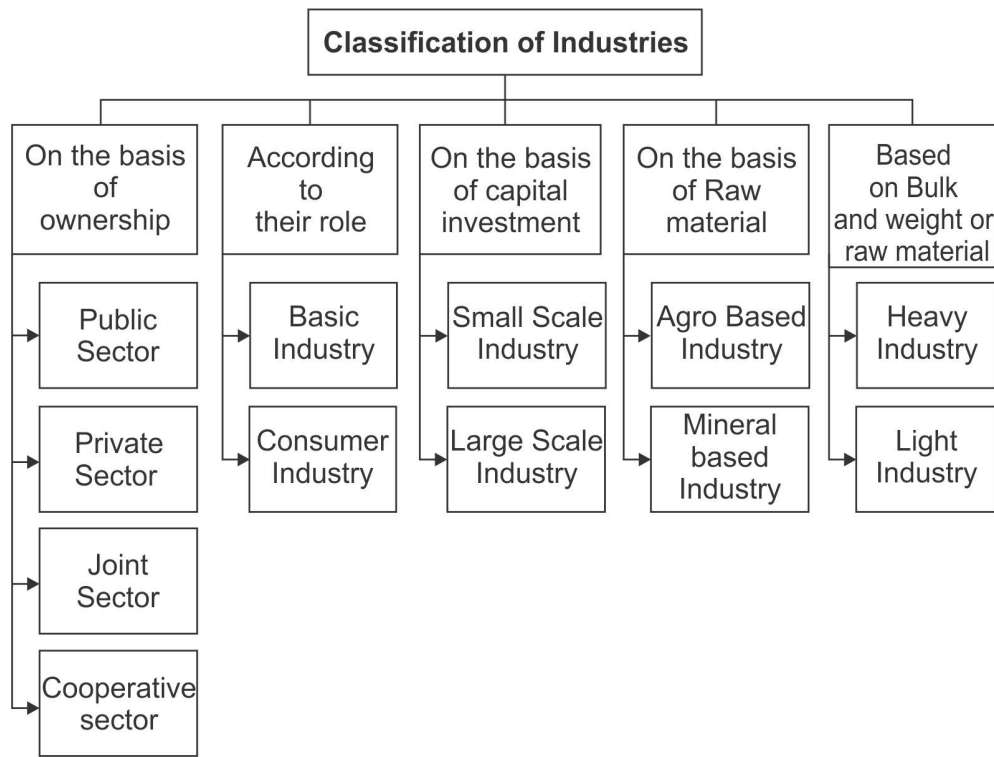 Classification of Industries
On the basis
of
ownership
Public
Sector
Private
Sector
Joint
Sector
Cooperative
sector
According
to
their role
Basic
Industry
Consumer
Industry
On the basis
of capital
investment
Small Scale
Industry
Large Scale
Industry
On the basis
of Raw
material
Agro Based
Industry
Mineral
based
Industry
Based
on Bulk
and weight or
raw material
Heavy
Industry
Light
Industry